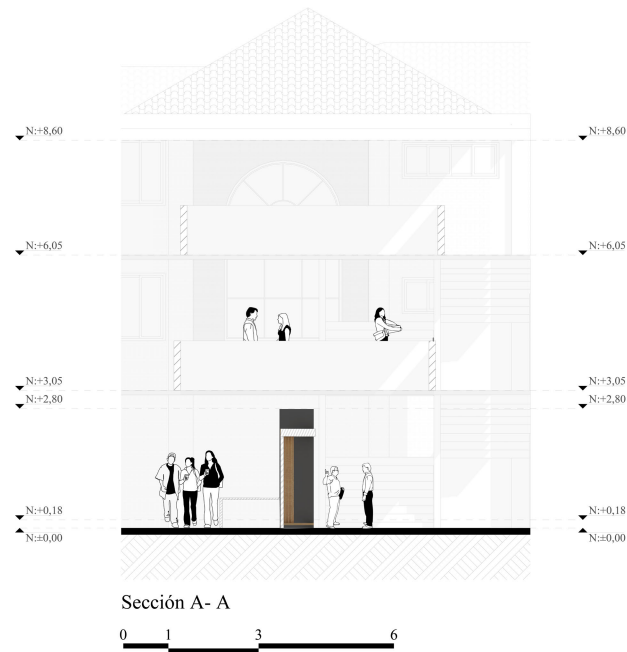 N:+8,60 N:+8,60
N:+6,05 N:+6,05
N:+3,05 N:+3,05
N:+2,80 N:+2,80
N:+0,18 N:+0,18
N:±0,00 N:±0,00
Sección A- A
0 1 3 6